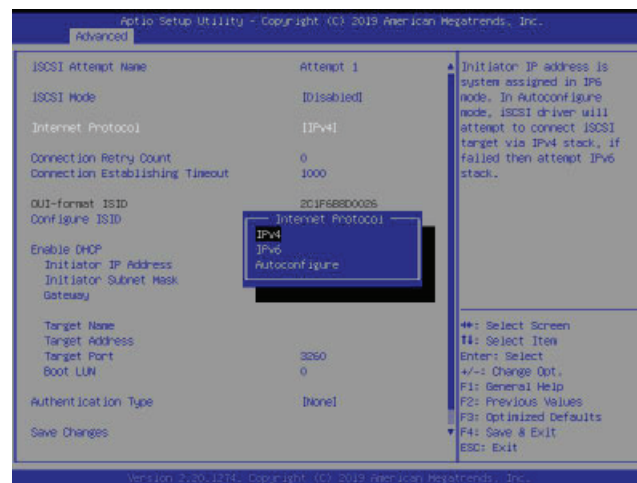 Aptio Setup Utility - Copyright (C) 2019 American Megatrends, Inc.
Advanced
iSCSI Attempt Name Attempt 1
iSCSI Mode [Disabled]
Internet Protocol [IPv4]
Connection Retry Count 0
Connection Establishing Timeout 1000
OUI-format ISID 2C1F6B8D0026
Configure ISID
Enable DHCP
Initiator IP Address
Initiator Subnet Mask
Gateway
Target Name
Target Address
Target Port 3260
Boot LUN 0
Authentication Type [None]
Save Changes
Internet Protocol
IPv4
IPv6
Autoconfigure
Initiator IP address is
system assigned in IP6
mode. In Autoconfigure
mode, iSCSI driver will
attempt to connect iSCSI
target via IPv4 stack, if
failed then attempt IPv6
stack.
↔: Select Screen
↑↓: Select Item
Enter: Select
+/-: Change Opt.
F1: General Help
F2: Previous Values
F3: Optimized Defaults
F4: Save & Exit
ESC: Exit
Version 2.20.1274. Copyright (C) 2019 American Megatrends, Inc.